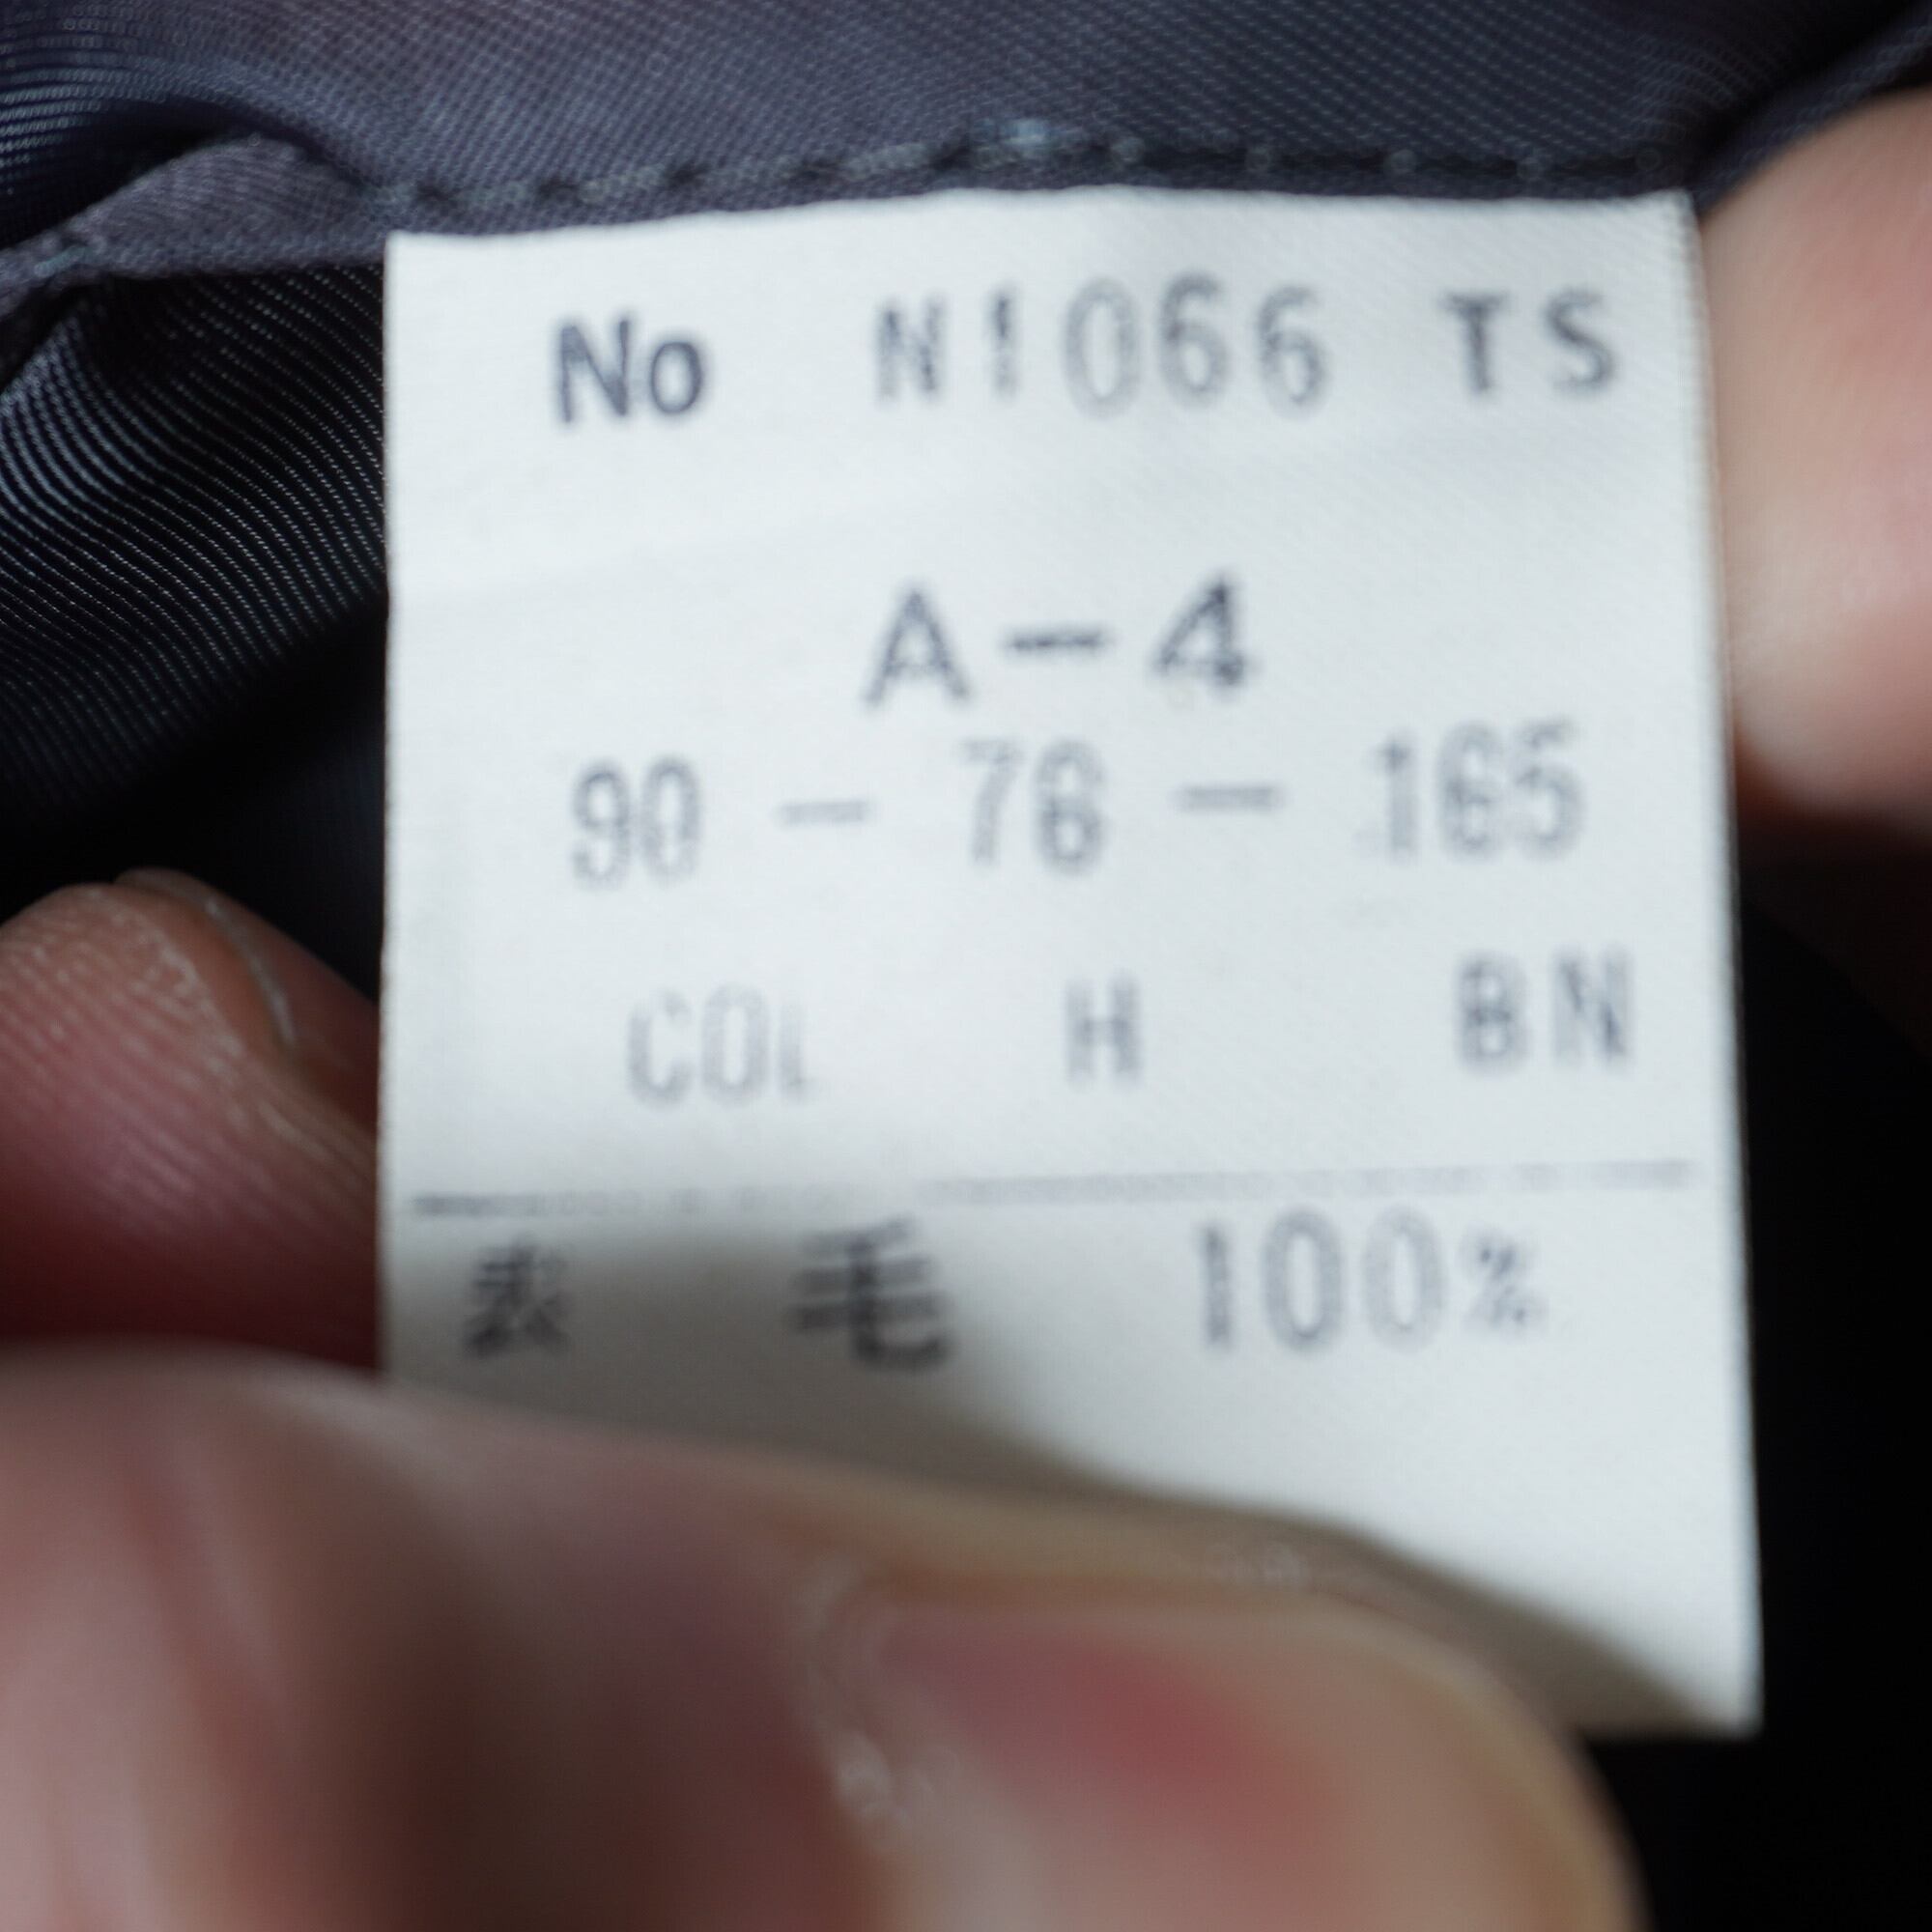 No N1066 TS
A-4
90 - 76 - 165
COL H BN
表 毛 100%